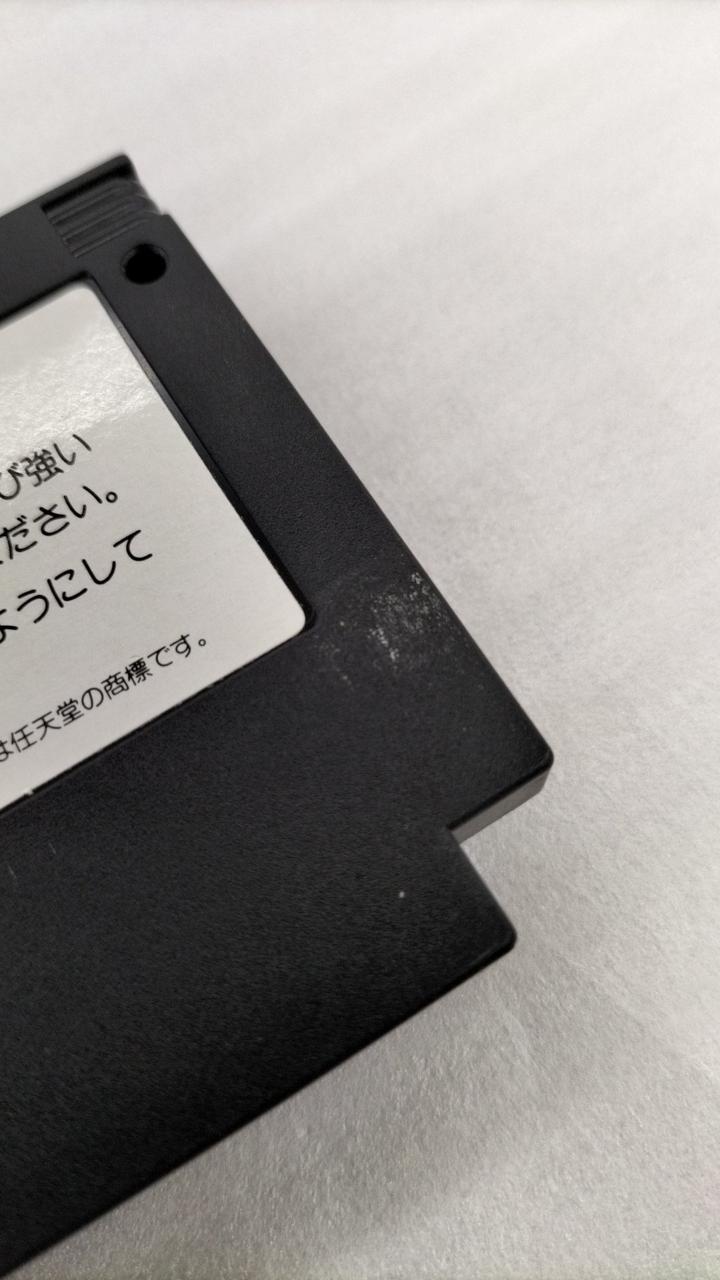 び強い
ださい。
ようにして
は任天堂の商標です。